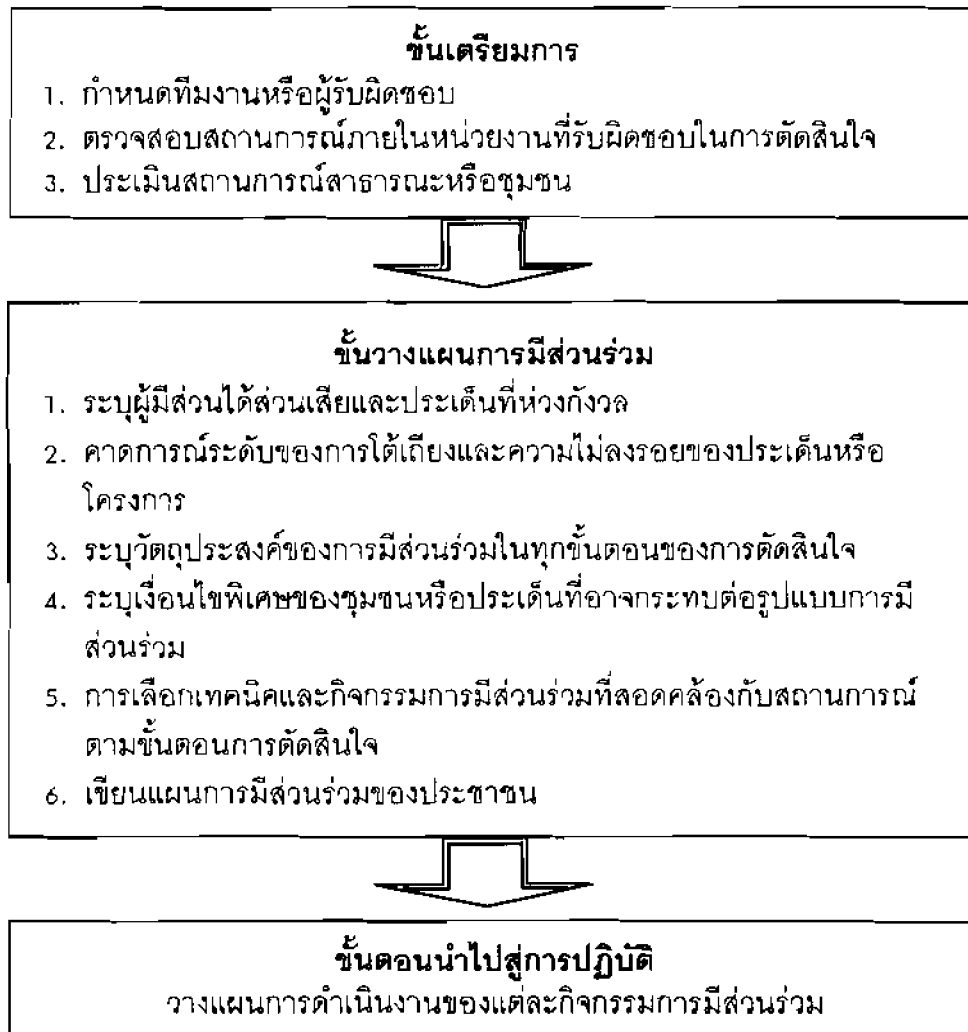 ขั้นเตรียมการ
1. กำหนดทีมงานหรือผู้รับผิดชอบ
2. ตรวจสอบสถานการณ์ภายในหน่วยงานที่รับผิดชอบในการตัดสินใจ
3. ประเมินสถานการณ์สาธารณะหรือชุมชน
ขั้นวางแผนการมีส่วนร่วม
1. ระบุผู้มีส่วนได้ส่วนเสียและประเด็นที่ห่วงกังวล
2. คาดการณ์ระดับของการโต้เถียงและความไม่ลงรอยของประเด็นหรือ
โครงการ
3. ระบุวัตถุประสงค์ของการมีส่วนร่วมในทุกขั้นตอนของการตัดสินใจ
4. ระบุเงื่อนไขพิเศษของชุมชนหรือประเด็นที่อาจกระทบต่อรูปแบบการมี
ส่วนร่วม
5. การเลือกเทคนิคและกิจกรรมการมีส่วนร่วมที่ลอดคล้องกับสถานการณ์
ตามขั้นตอนการตัดสินใจ
6. เขียนแผนการมีส่วนร่วมของประชาชน
ขั้นตอนนำไปสู่การปฏิบัติ
วางแผนการดำเนินงานของแต่ละกิจกรรมการมีส่วนร่วม